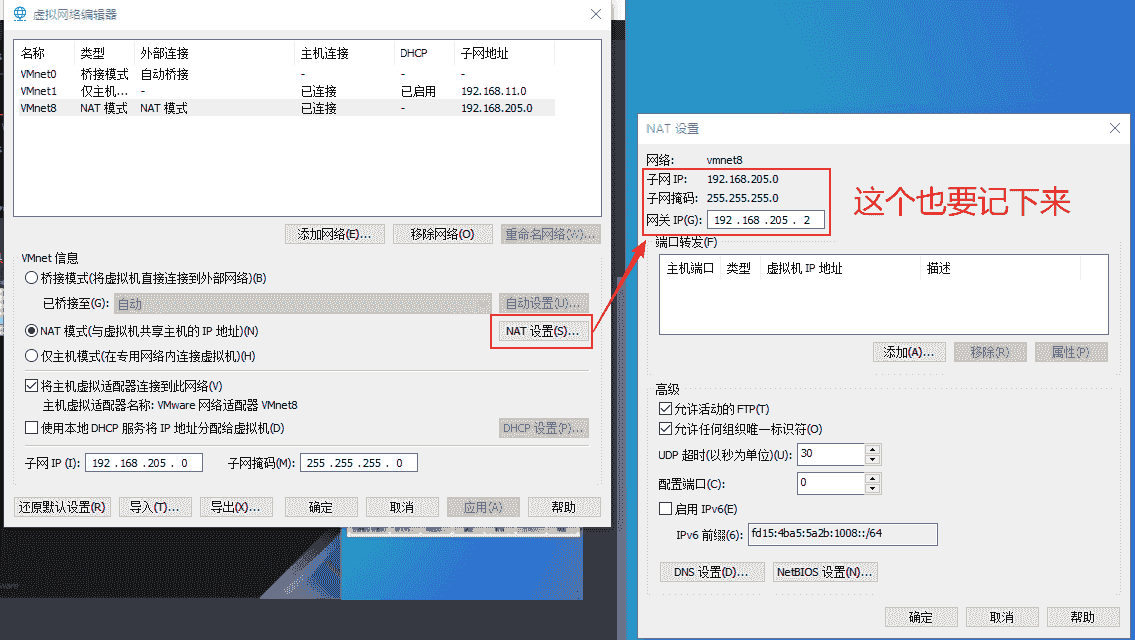 虚拟网络编辑器
名称 类型 外部连接 主机连接 DHCP 子网地址
VMnet0 桥接模式 自动桥接 - - -
VMnet1 仅主机... - 已连接 已启用 192.168.11.0
VMnet8 NAT 模式 NAT 模式 已连接 - 192.168.205.0
添加网络(E)... 移除网络(O) 重命名网络(W)...
VMnet 信息
桥接模式(将虚拟机直接连接到外部网络)(B)
已桥接至(G): 自动 自动设置(U)...
NAT 模式(与虚拟机共享主机的 IP 地址)(N) NAT 设置(S)...
仅主机模式(在专用网络内连接虚拟机)(H)
将主机虚拟适配器连接到此网络(V)
主机虚拟适配器名称: VMware 网络适配器 VMnet8
使用本地 DHCP 服务将 IP 地址分配给虚拟机(D) DHCP 设置(P)...
子网 IP (I): 192 . 168 . 205 . 0 子网掩码(M): 255 . 255 . 255 . 0
还原默认设置(R) 导入(T)... 导出(X)... 确定 取消 应用(A) 帮助
NAT 设置
网络: vmnet8
子网 IP: 192.168.205.0
子网掩码: 255.255.255.0
网关 IP(G): 192 . 168 . 205 . 2
这个也要记下来
端口转发(F)
主机端口 类型 虚拟机 IP 地址 描述
添加(A)... 移除(R) 属性(P)
高级
允许活动的 FTP(T)
允许任何组织唯一标识符(O)
UDP 超时(以秒为单位)(U): 30
配置端口(C): 0
启用 IPv6(E)
IPv6 前缀(6): fd15:4ba5:5a2b:1008::/64
DNS 设置(D)... NetBIOS 设置(N)...
确定 取消 帮助